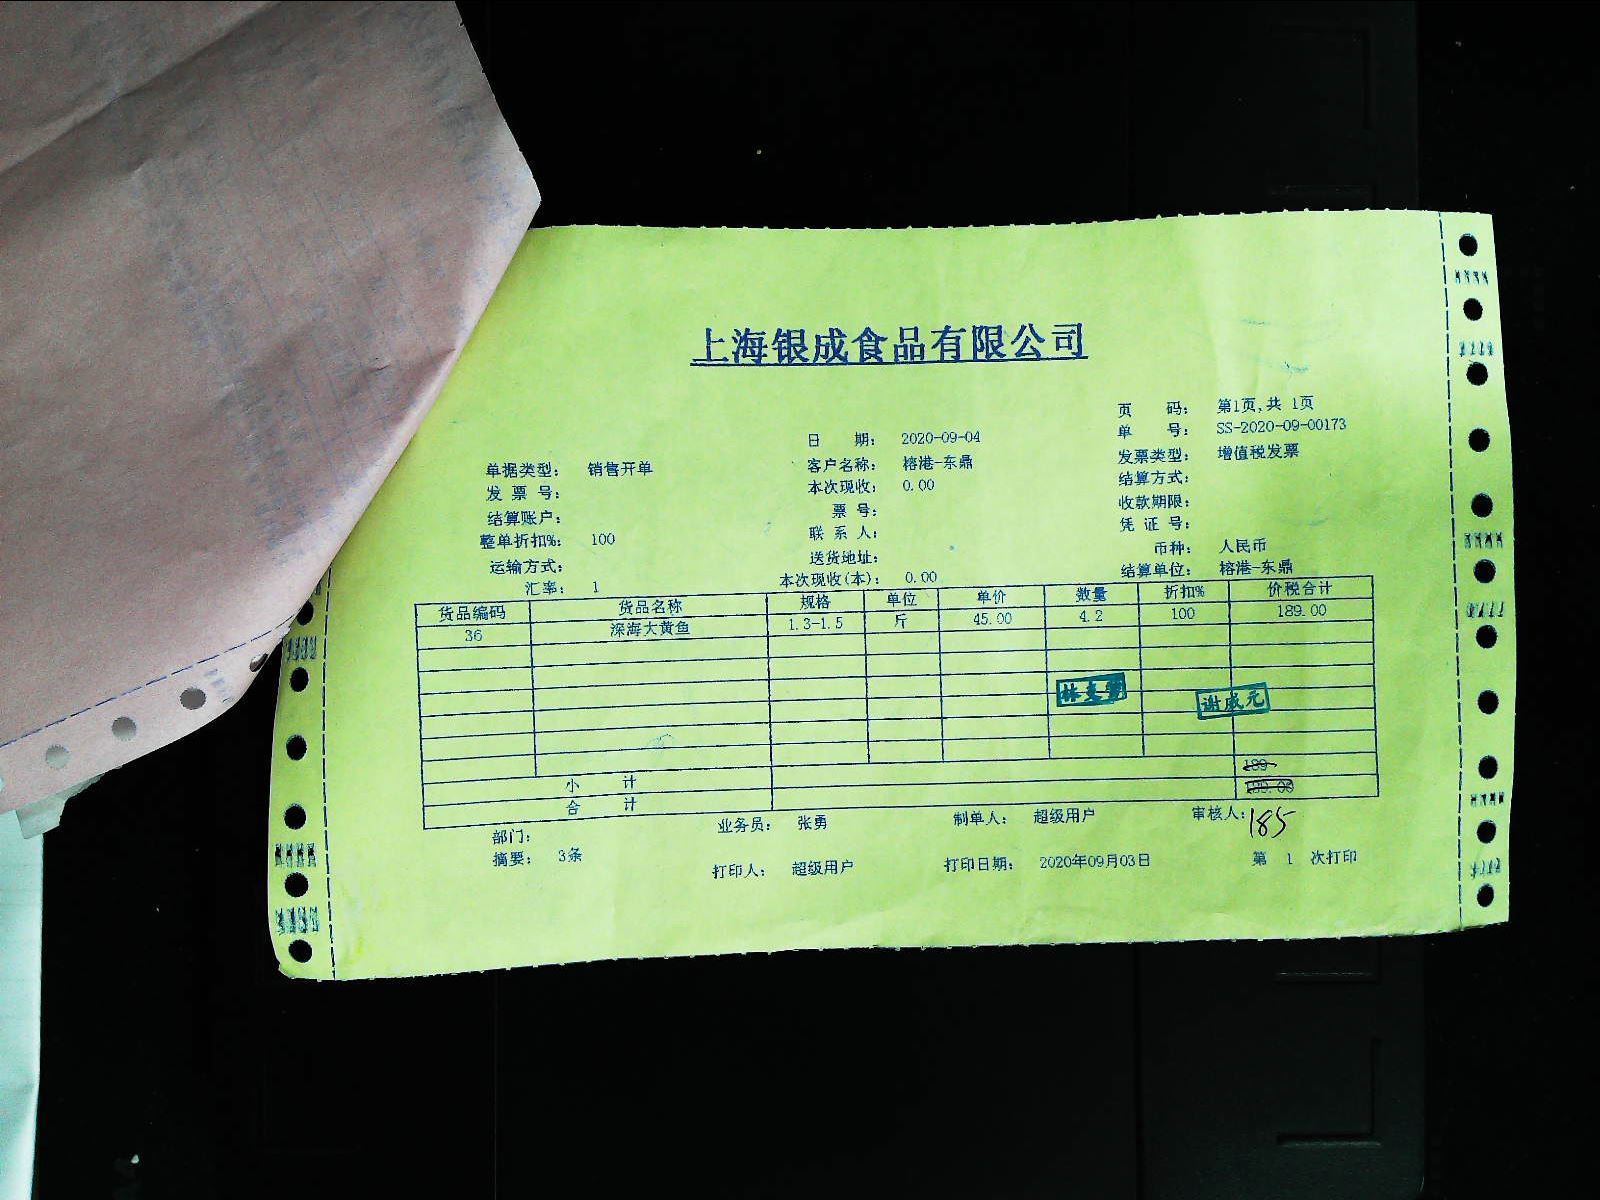 上海银成食品有限公司
页 码： 第1页,共 1页
日 期： 2020-09-04 单 号： SS-2020-09-00173
单据类型： 销售开单 客户名称： 榕港-东鼎 发票类型： 增值税发票
发 票 号： 本次现收： 0.00 结算方式：
结算账户： 票 号： 收款期限：
整单折扣%： 100 联 系 人： 凭 证 号：
运输方式： 送货地址： 币种： 人民币
汇率： 1 本次现收(本)： 0.00 结算单位： 榕港-东鼎
货品编码 货品名称 规格 单位 单价 数量 折扣% 价税合计
36 深海大黄鱼 1.3-1.5 斤 45.00 4.2 100 189.00
谢成元
小 计 189
合 计 189.00
185
部门： 业务员： 张勇 制单人： 超级用户 审核人：
摘要： 3条 打印人： 超级用户 打印日期： 2020年09月03日 第 1 次打印